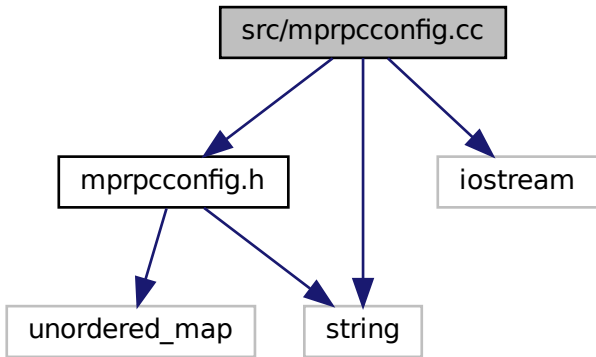 src/mprpcconfig.cc
mprpcconfig.h
iostream
unordered_map
string